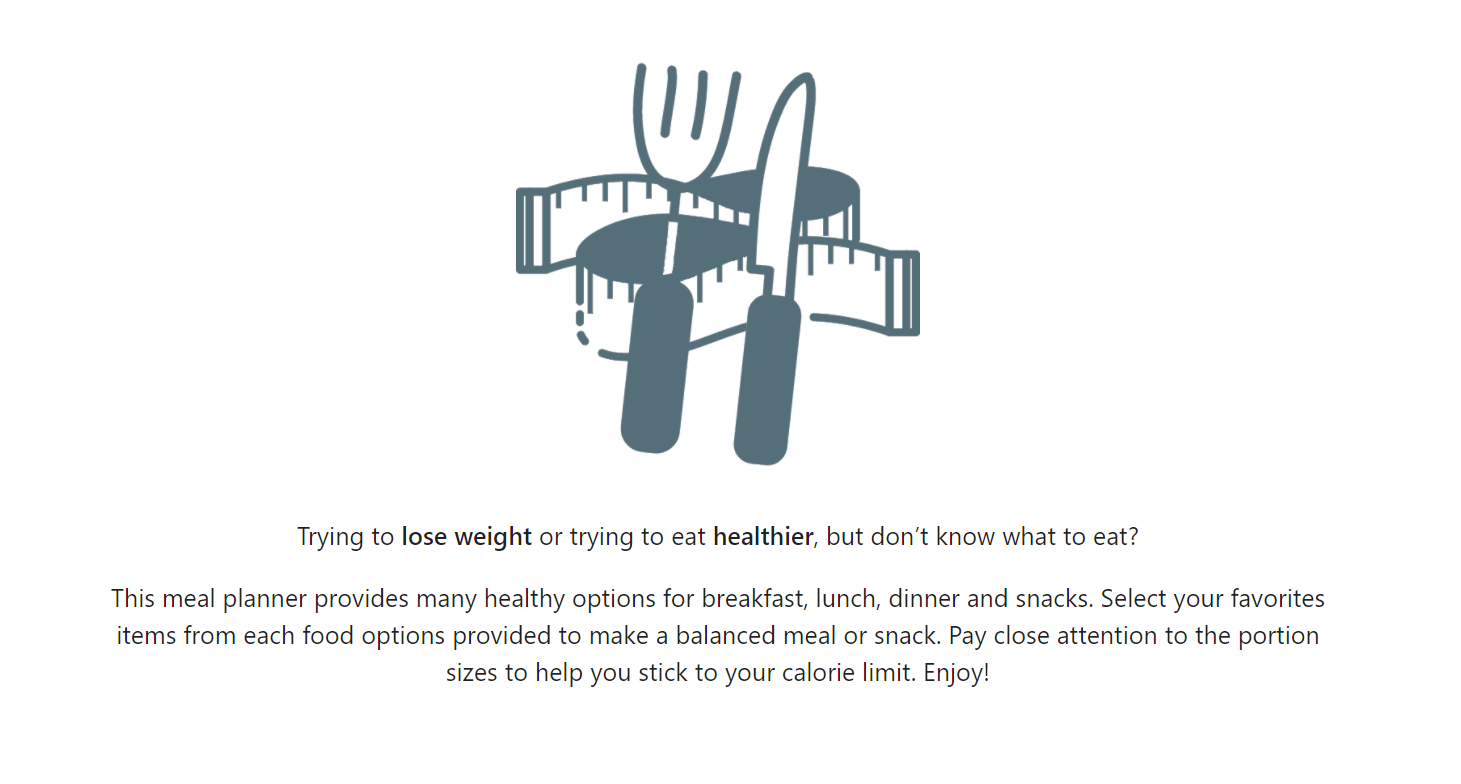 Trying to lose weight or trying to eat healthier, but don’t know what to eat?
This meal planner provides many healthy options for breakfast, lunch, dinner and snacks. Select your favorites
items from each food options provided to make a balanced meal or snack. Pay close attention to the portion
sizes to help you stick to your calorie limit. Enjoy!